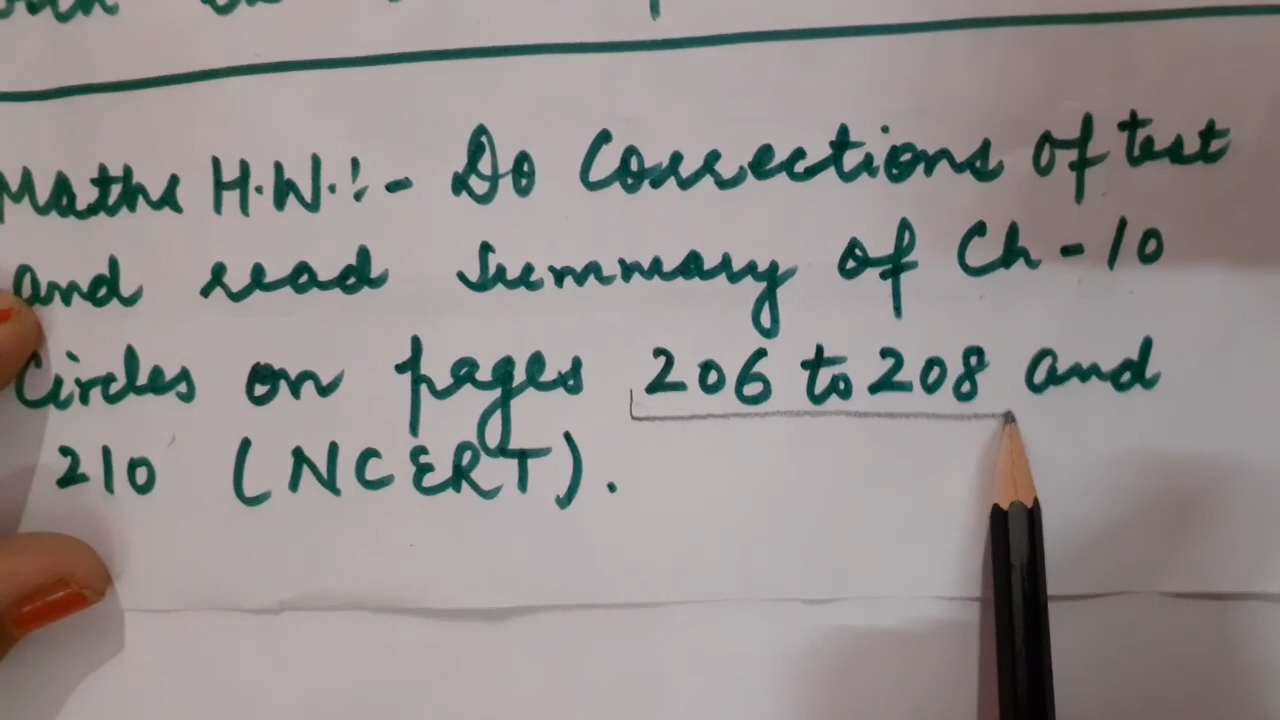 Maths H.W.:- Do Corrections of test
and read Summary of Ch-10
Circles on pages 206 to 208 and
210 (NCERT).